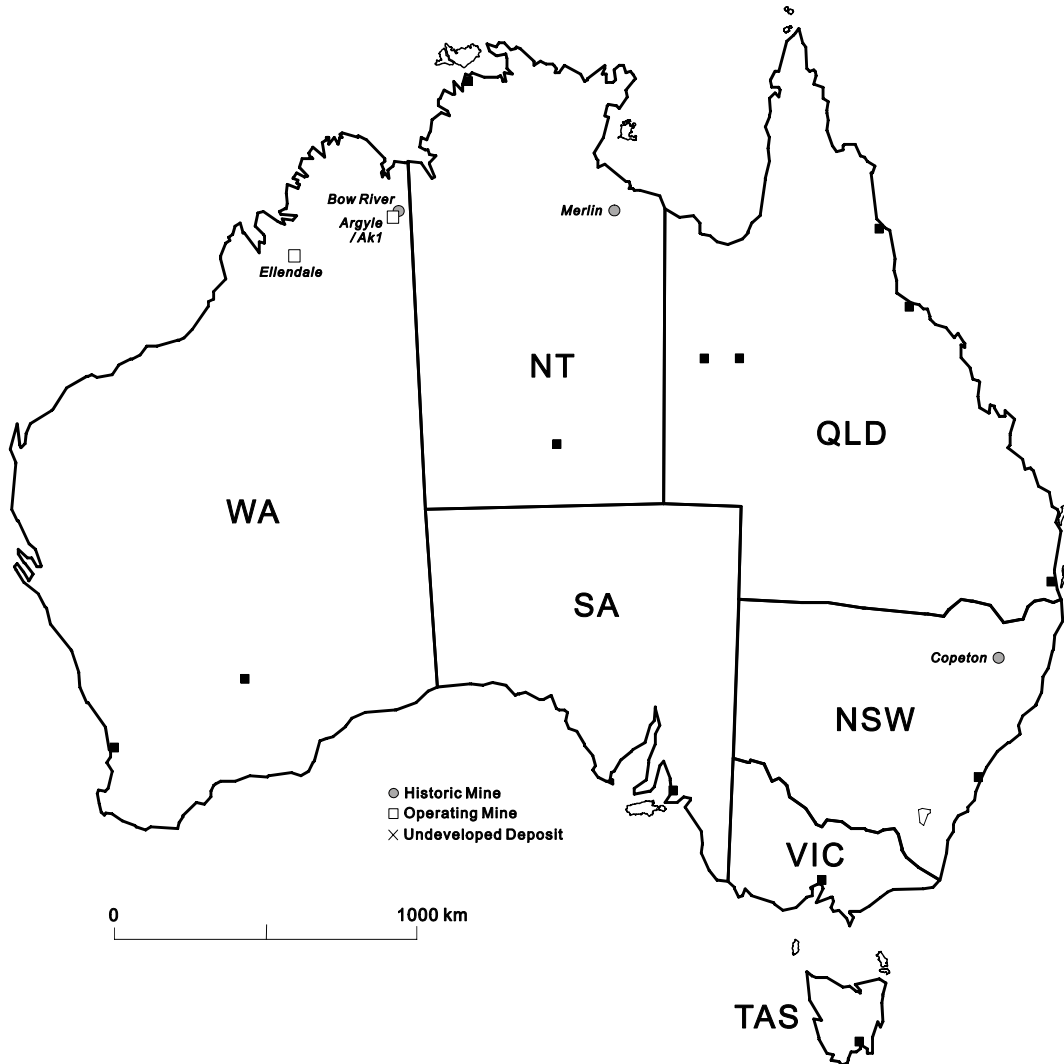 Bow River
Argyle
/ Ak1
Merlin
Ellendale
NT
QLD
WA
SA
Copeton
NSW
Historic Mine
Operating Mine
Undeveloped Deposit
VIC
0
1000 km
TAS